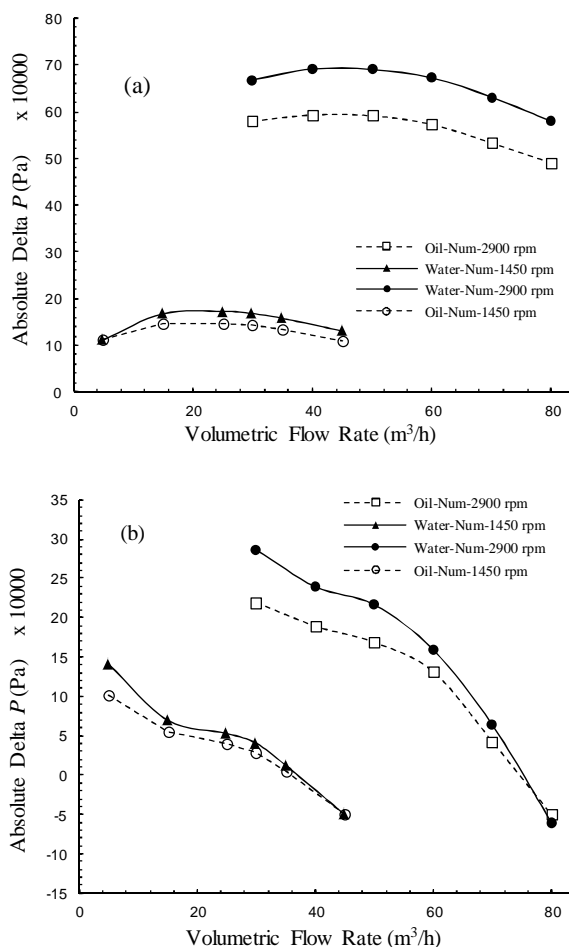 80
70
60
50
40
30
20
10
0
Absolute Delta P (Pa) x 10000
(a)
Oil-Num-2900 rpm
Water-Num-1450 rpm
Water-Num-2900 rpm
Oil-Num-1450 rpm
0 20 40 60 80
Volumetric Flow Rate (m³/h)
35
30
25
20
15
10
5
0
-5
-10
-15
Absolute Delta P (Pa) x 10000
(b)
Oil-Num-2900 rpm
Water-Num-1450 rpm
Water-Num-2900 rpm
Oil-Num-1450 rpm
0 20 40 60 80
Volumetric Flow Rate (m³/h)